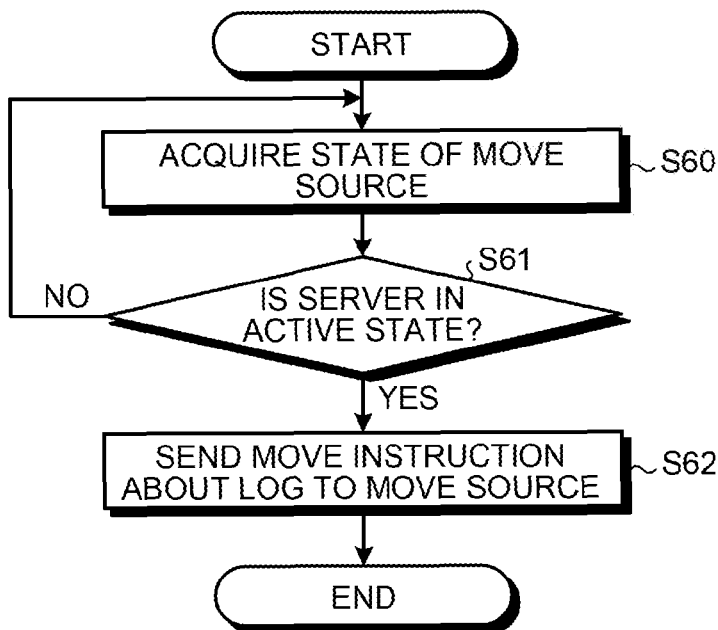 START
ACQUIRE STATE OF MOVE
SOURCE
S60
S61
IS SERVER IN
ACTIVE STATE?
NO
YES
SEND MOVE INSTRUCTION
ABOUT LOG TO MOVE SOURCE
S62
END